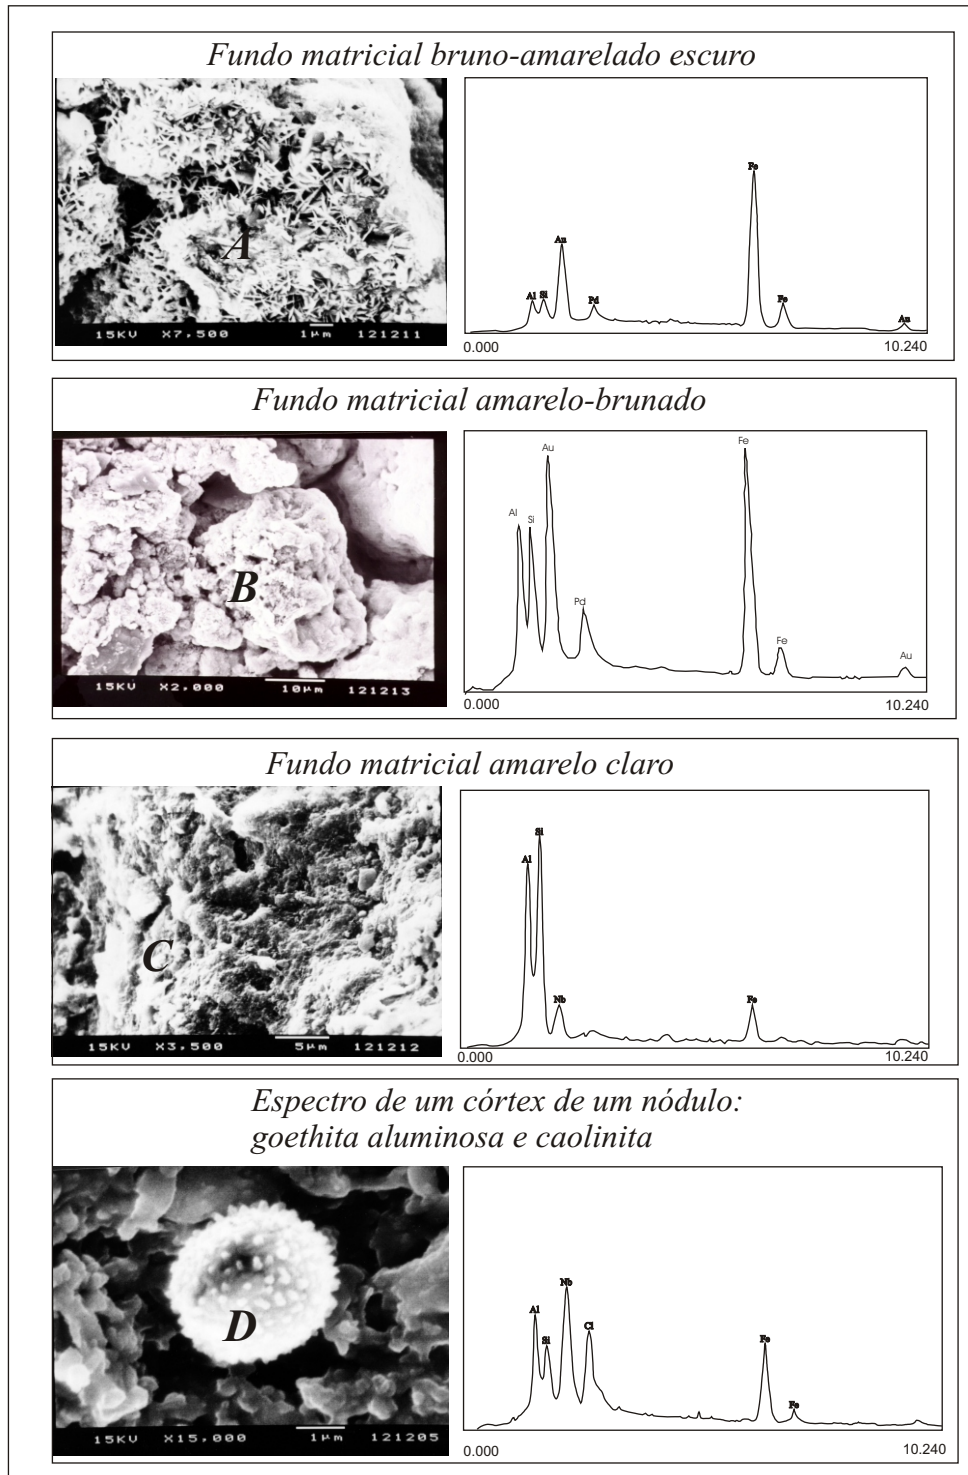 Fundo matricial bruno-amarelado escuro
A
15KV X7,500 1µm 121211
Al Si Au Pd Fe Fe Au
0.000 10.240
Fundo matricial amarelo-brunado
B
15KV X2,000 10µm 121213
Al Si Au Pd Fe Fe Au
0.000 10.240
Fundo matricial amarelo claro
C
15KV X3,500 5µm 121212
Al Si Nb Fe
0.000 10.240
Espectro de um córtex de um nódulo:
goethita aluminosa e caolinita
D
15KV X15,000 1µm 121205
Al Si Nb Cl Fe Fe
0.000 10.240